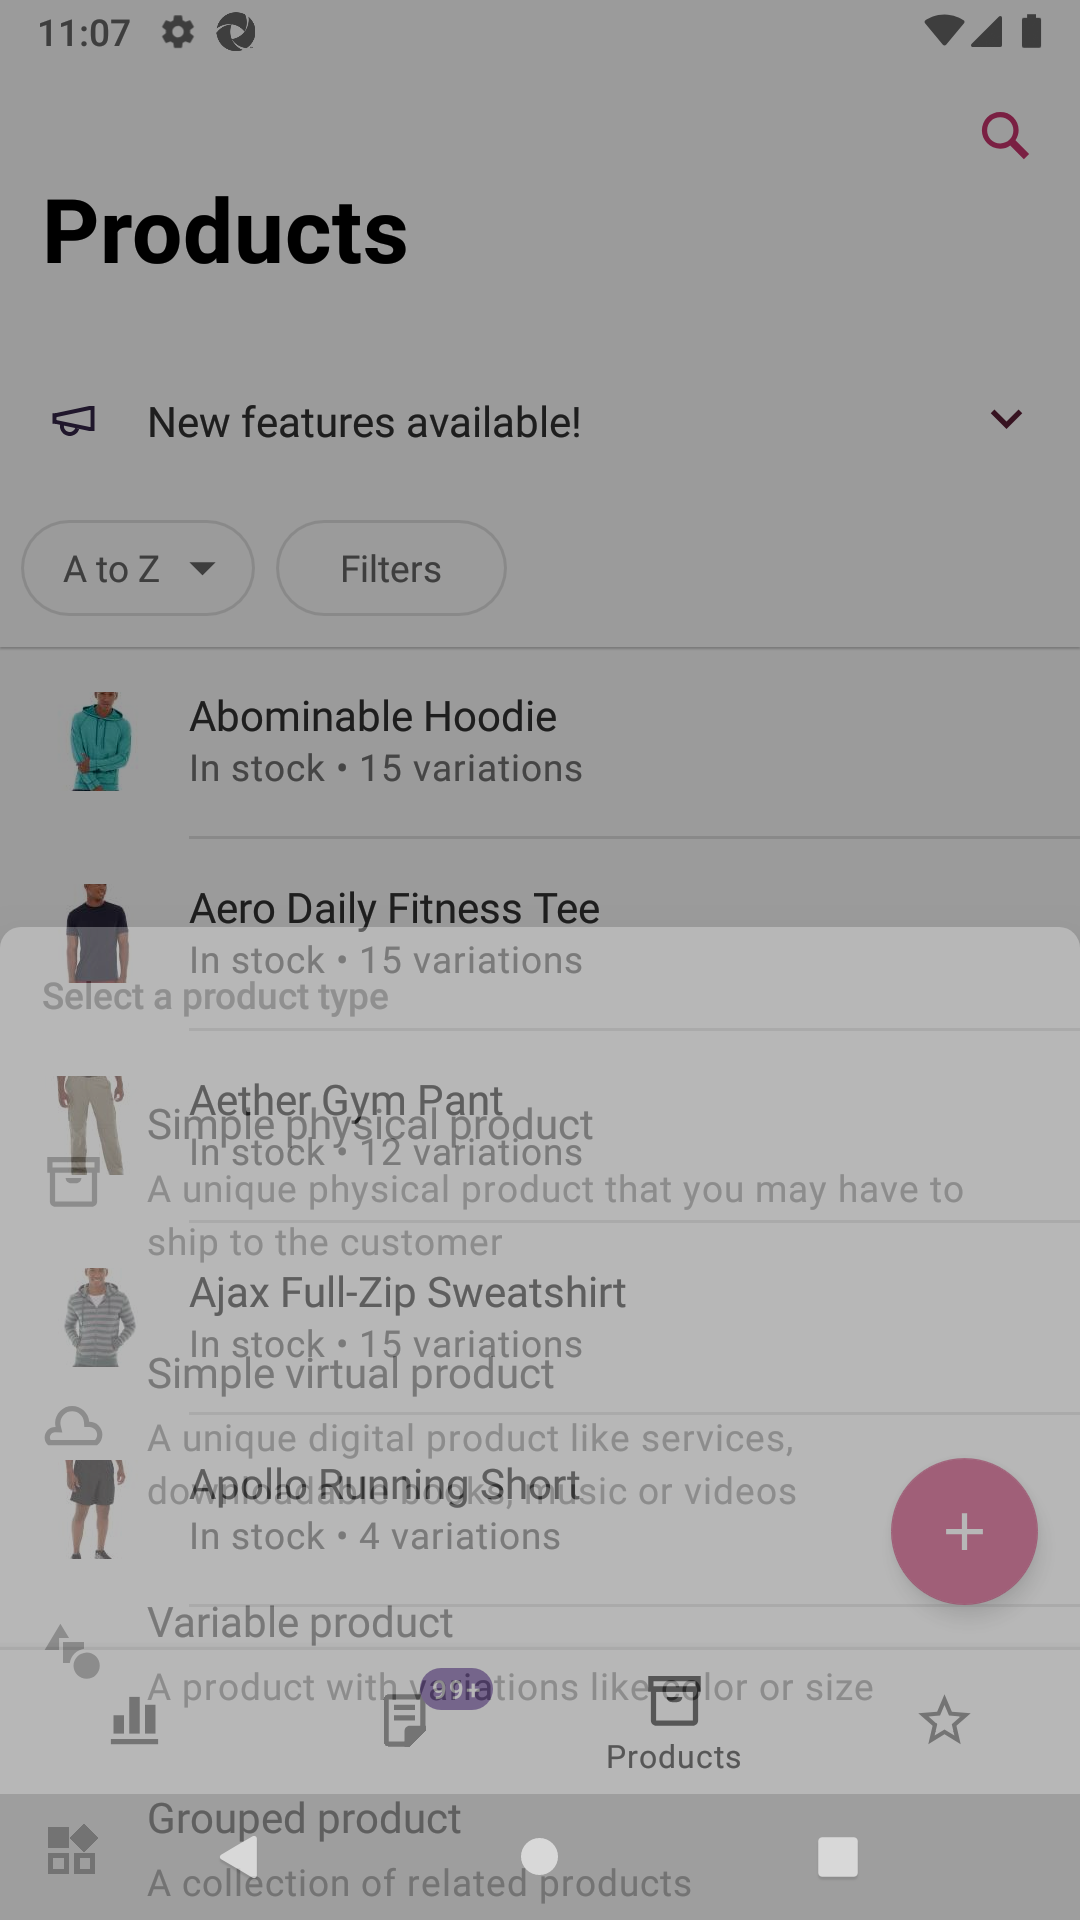 11:07
Products
New features available!
A to Z
Filters
Abominable Hoodie
In stock • 15 variations
Aero Daily Fitness Tee
In stock • 15 variations
Select a product type
Aether Gym Pant
Simple physical product
In stock • 12 variations
A unique physical product that you may have to
ship to the customer
Ajax Full-Zip Sweatshirt
In stock • 15 variations
Simple virtual product
A unique digital product like services,
Apollo Running Short
downloadable books, music or videos
In stock • 4 variations
Variable product
A product with variations like color or size
99+
Products
Grouped product
A collection of related products